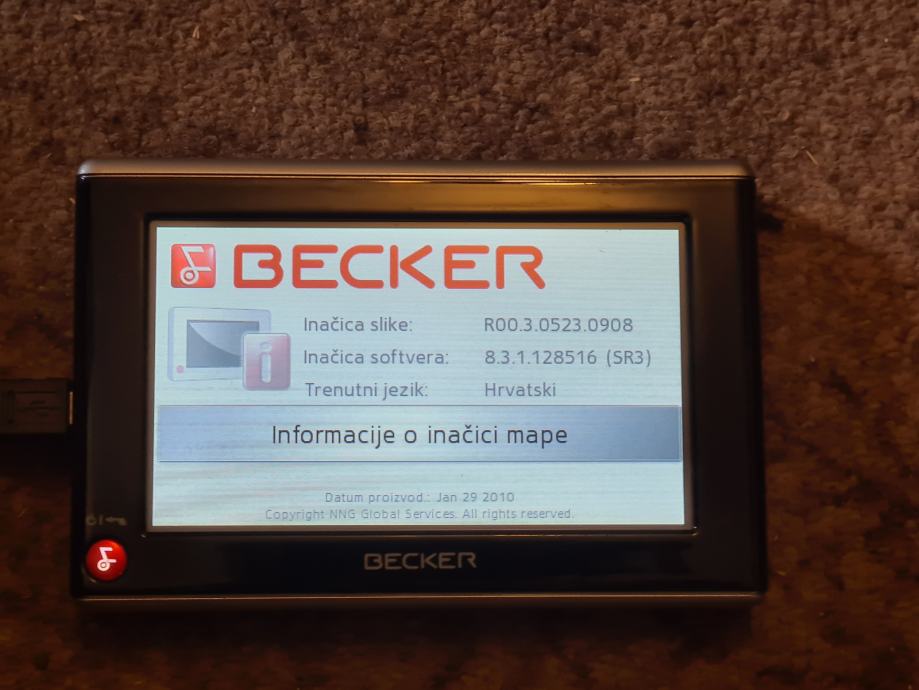 BECKER
Inačica slike: R00.3.0523.0908
Inačica softvera: 8.3.1.128516 (SR3)
Trenutni jezik: Hrvatski
Informacije o inačici mape
Datum proizvod.: Jan 29 2010
Copyright NNG Global Services. All rights reserved.
BECKER